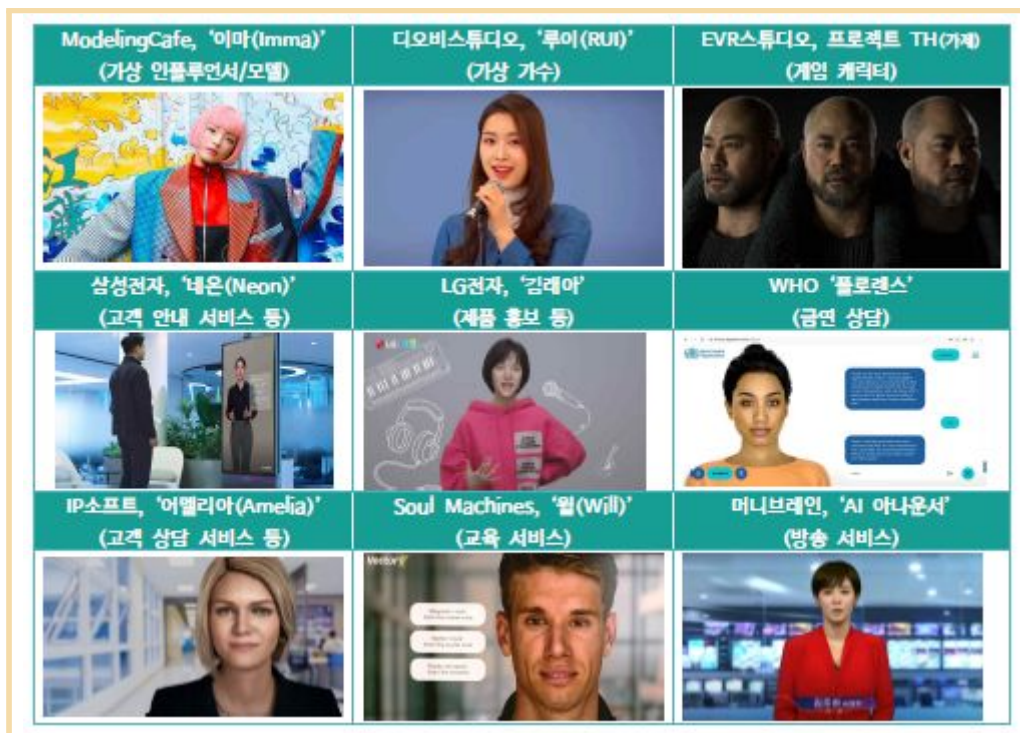 ModelingCafe, ‘이마(Imma)’
(가상 인플루언서/모델)
디오비스튜디오, ‘루이(RUI)’
(가상 가수)
EVR스튜디오, 프로젝트 TH(가제)
(게임 캐릭터)
삼성전자, ‘네온(Neon)’
(고객 안내 서비스 등)
LG전자, ‘김래아’
(제품 홍보 등)
WHO ‘플로렌스’
(금연 상담)
IP소프트, ‘어멜리아(Amelia)’
(고객 상담 서비스 등)
Soul Machines, ‘윌(Will)’
(교육 서비스)
Vector
머니브레인, ‘AI 아나운서’
(방송 서비스)